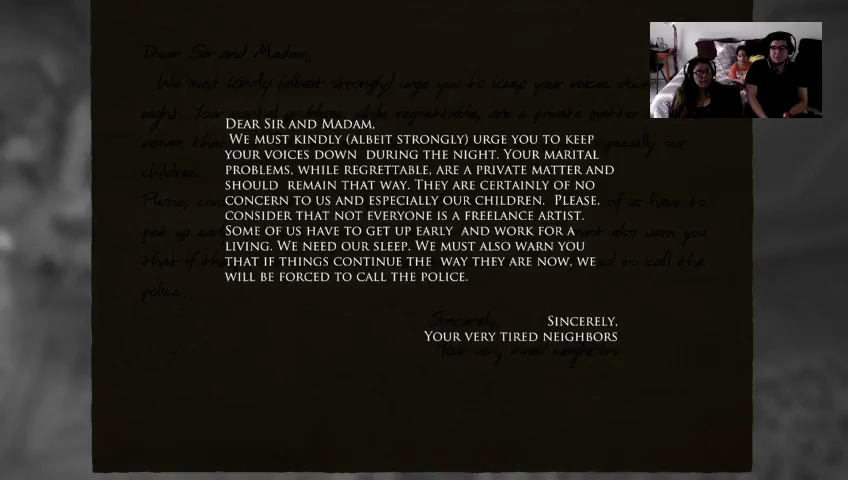 DEAR SIR AND MADAM,
WE MUST KINDLY (ALBEIT STRONGLY) URGE YOU TO KEEP
YOUR VOICES DOWN DURING THE NIGHT. YOUR MARITAL
PROBLEMS, WHILE REGRETTABLE, ARE A PRIVATE MATTER AND
SHOULD REMAIN THAT WAY. THEY ARE CERTAINLY OF NO
CONCERN TO US AND ESPECIALLY OUR CHILDREN. PLEASE,
CONSIDER THAT NOT EVERYONE IS A FREELANCE ARTIST.
SOME OF US HAVE TO GET UP EARLY AND WORK FOR A
LIVING. WE NEED OUR SLEEP. WE MUST ALSO WARN YOU
THAT IF THINGS CONTINUE THE WAY THEY ARE NOW, WE
WILL BE FORCED TO CALL THE POLICE.
SINCERELY,
YOUR VERY TIRED NEIGHBORS